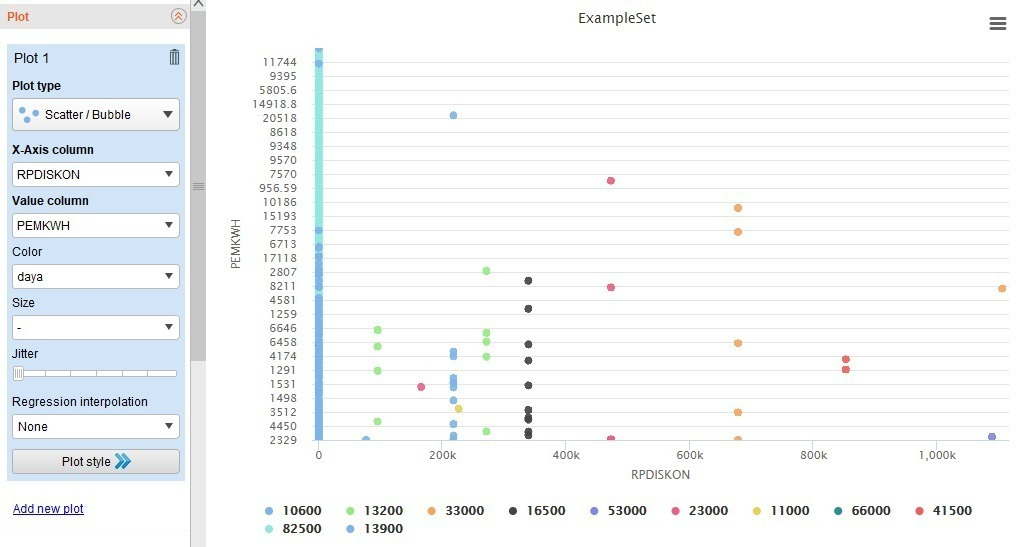 Plot
Plot 1
Plot type
Scatter / Bubble
X-Axis column
RPDISKON
Value column
PEMKWH
Color
daya
Size
-
Jitter
Regression interpolation
None
Plot style
Add new plot
ExampleSet
PEMKWH
11744
9395
5805.6
14918.8
20518
8618
9348
9570
7570
956.59
10186
15193
7753
6713
17118
2807
8211
4581
1259
6646
6458
4174
1291
1531
1498
3512
4450
2329
0 200k 400k 600k 800k 1,000k
RPDISKON
10600 13200 33000 16500 53000 23000 11000 66000 41500
82500 13900